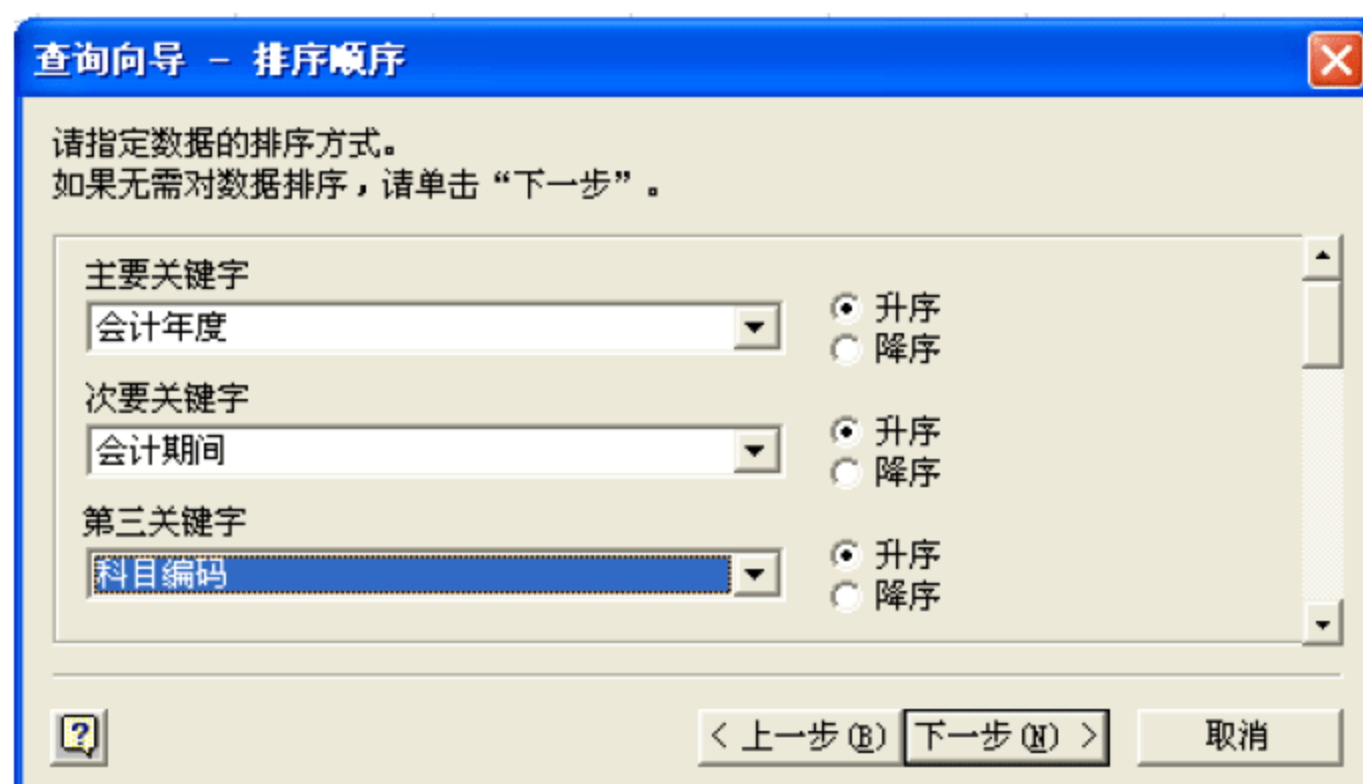 查询向导 - 排序顺序
请指定数据的排序方式。
如果无需对数据排序，请单击“下一步”。
主要关键字
会计年度
升序
降序
次要关键字
会计期间
升序
降序
第三关键字
科目编码
升序
降序
< 上一步(B) 下一步(N) > 取消